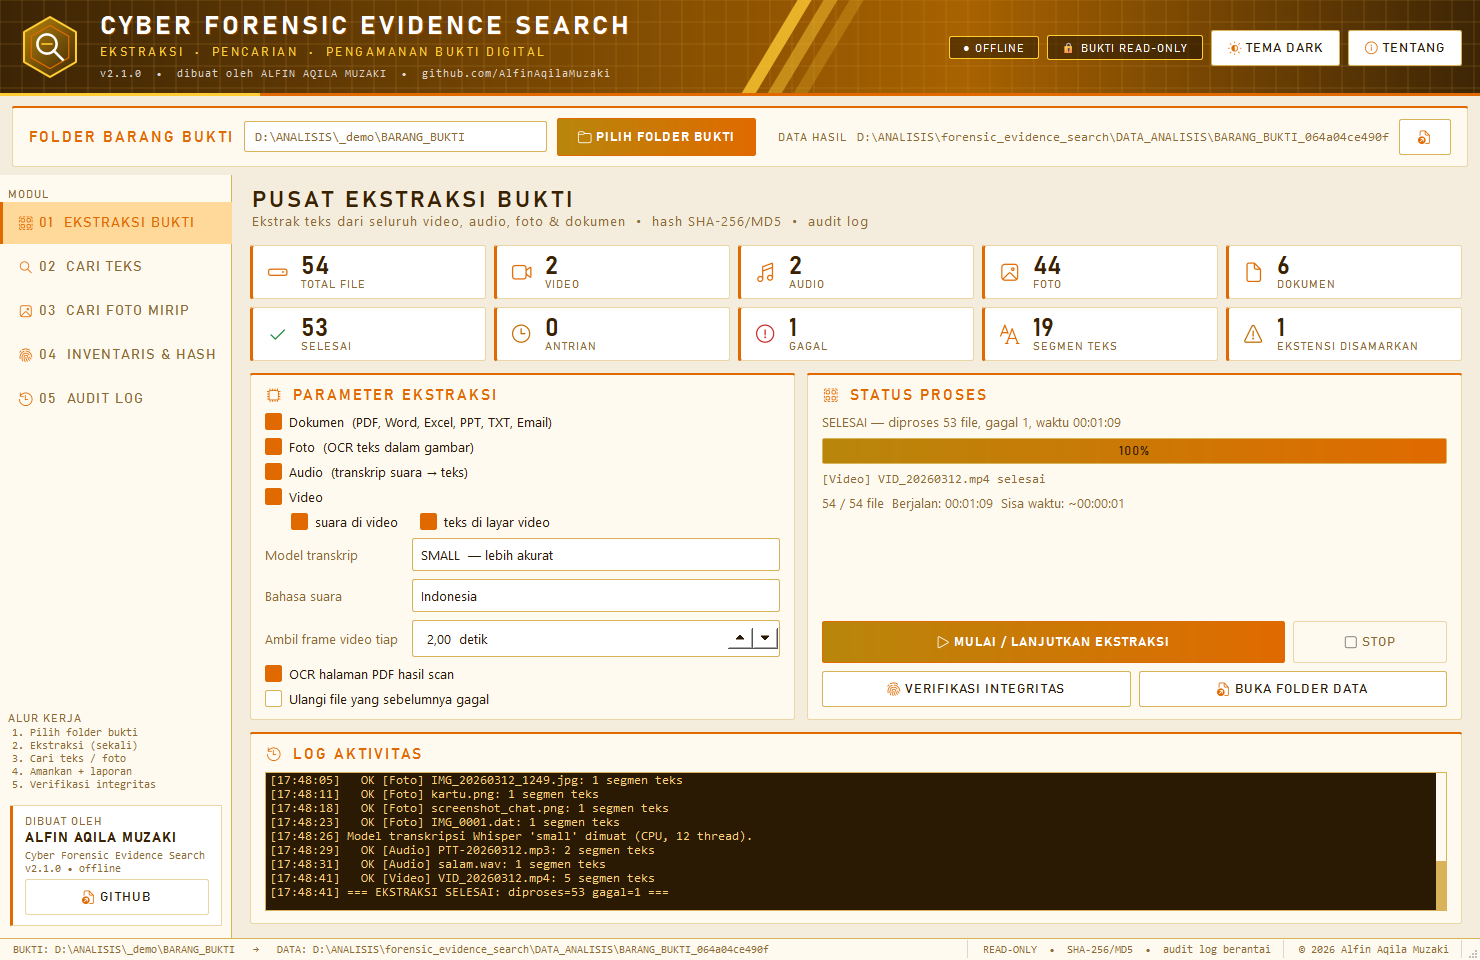 CYBER FORENSIC EVIDENCE SEARCH
EKSTRAKSI • PENCARIAN • PENGAMANAN BUKTI DIGITAL
v2.1.0 • dibuat oleh ALFIN AQILA MUZAKI • github.com/AlfinAqilaMuzaki
● OFFLINE
BUKTI READ-ONLY
TEMA DARK
TENTANG
FOLDER BARANG BUKTI
D:\ANALISIS\_demo\BARANG_BUKTI
PILIH FOLDER BUKTI
DATA HASIL D:\ANALISIS\forensic_evidence_search\DATA_ANALISIS\BARANG_BUKTI_064a04ce490f
MODUL
01 EKSTRAKSI BUKTI
02 CARI TEKS
03 CARI FOTO MIRIP
04 INVENTARIS & HASH
05 AUDIT LOG
ALUR KERJA
1. Pilih folder bukti
2. Ekstraksi (sekali)
3. Cari teks / foto
4. Amankan + laporan
5. Verifikasi integritas
DIBUAT OLEH
ALFIN AQILA MUZAKI
Cyber Forensic Evidence Search
v2.1.0 • offline
GITHUB
PUSAT EKSTRAKSI BUKTI
Ekstrak teks dari seluruh video, audio, foto & dokumen • hash SHA-256/MD5 • audit log
54
TOTAL FILE
2
VIDEO
2
AUDIO
44
FOTO
6
DOKUMEN
53
SELESAI
0
ANTRIAN
1
GAGAL
19
SEGMEN TEKS
1
EKSTENSI DISAMARKAN
PARAMETER EKSTRAKSI
Dokumen (PDF, Word, Excel, PPT, TXT, Email)
Foto (OCR teks dalam gambar)
Audio (transkrip suara → teks)
Video
suara di video
teks di layar video
Model transkrip
SMALL — lebih akurat
Bahasa suara
Indonesia
Ambil frame video tiap
2,00 detik
OCR halaman PDF hasil scan
Ulangi file yang sebelumnya gagal
STATUS PROSES
SELESAI — diproses 53 file, gagal 1, waktu 00:01:09
100%
[Video] VID_20260312.mp4 selesai
54 / 54 file Berjalan: 00:01:09 Sisa waktu: ~00:00:01
MULAI / LANJUTKAN EKSTRAKSI
STOP
VERIFIKASI INTEGRITAS
BUKA FOLDER DATA
LOG AKTIVITAS
[17:48:05] OK [Foto] IMG_20260312_1249.jpg: 1 segmen teks
[17:48:11] OK [Foto] kartu.png: 1 segmen teks
[17:48:18] OK [Foto] screenshot_chat.png: 1 segmen teks
[17:48:23] OK [Foto] IMG_0001.dat: 1 segmen teks
[17:48:26] Model transkripsi Whisper 'small' dimuat (CPU, 12 thread).
[17:48:29] OK [Audio] PTT-20260312.mp3: 2 segmen teks
[17:48:31] OK [Audio] salam.wav: 1 segmen teks
[17:48:41] OK [Video] VID_20260312.mp4: 5 segmen teks
[17:48:41] === EKSTRAKSI SELESAI: diproses=53 gagal=1 ===
BUKTI: D:\ANALISIS\_demo\BARANG_BUKTI → DATA: D:\ANALISIS\forensic_evidence_search\DATA_ANALISIS\BARANG_BUKTI_064a04ce490f
READ-ONLY • SHA-256/MD5 • audit log berantai
© 2026 Alfin Aqila Muzaki